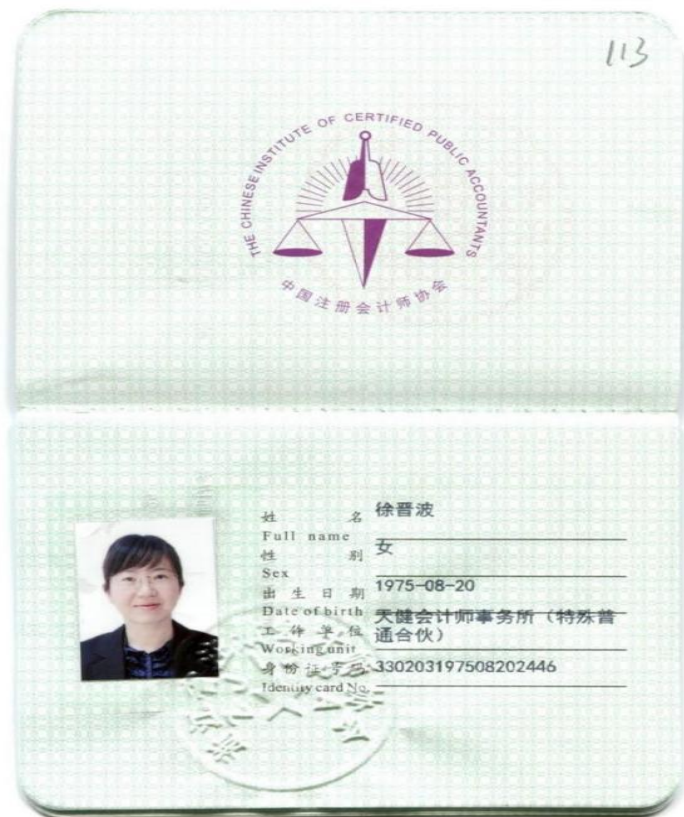 113
THE CHINESE INSTITUTE OF CERTIFIED PUBLIC ACCOUNTANTS
中国注册会计师协会
姓 名 徐晋波
Full name
性 别 女
Sex
出生日期 1975-08-20
Date of birth
工作单位 天健会计师事务所（特殊普
通合伙）
Working unit
身份证号码 330203197508202446
Identity card No.